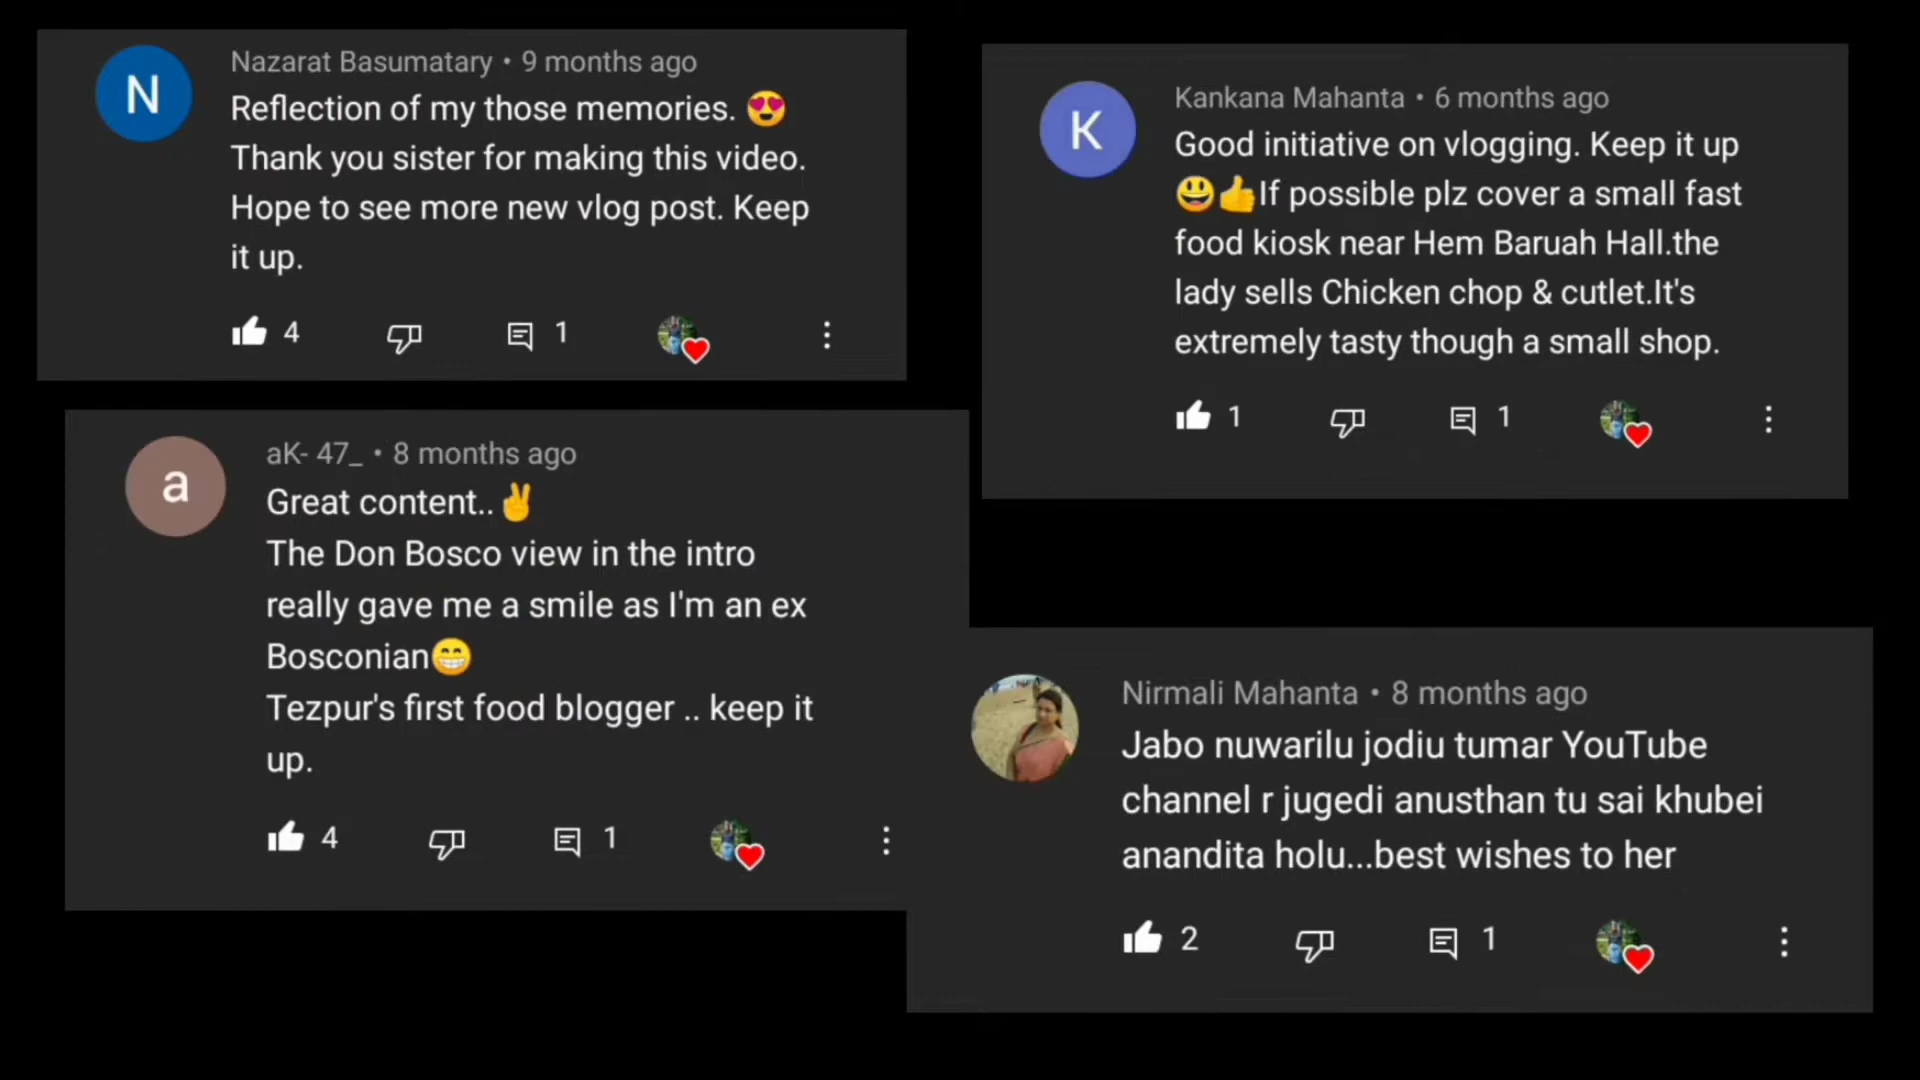 N
Nazarat Basumatary • 9 months ago
Reflection of my those memories. 😍
Thank you sister for making this video.
Hope to see more new vlog post. Keep
it up.
4 1
K
Kankana Mahanta • 6 months ago
Good initiative on vlogging. Keep it up
😃👍If possible plz cover a small fast
food kiosk near Hem Baruah Hall.the
lady sells Chicken chop & cutlet.It's
extremely tasty though a small shop.
1 1
a
aK- 47_ • 8 months ago
Great content..✌
The Don Bosco view in the intro
really gave me a smile as I'm an ex
Bosconian😁
Tezpur's first food blogger .. keep it
up.
4 1
Nirmali Mahanta • 8 months ago
Jabo nuwarilu jodiu tumar YouTube
channel r jugedi anusthan tu sai khubei
anandita holu...best wishes to her
2 1